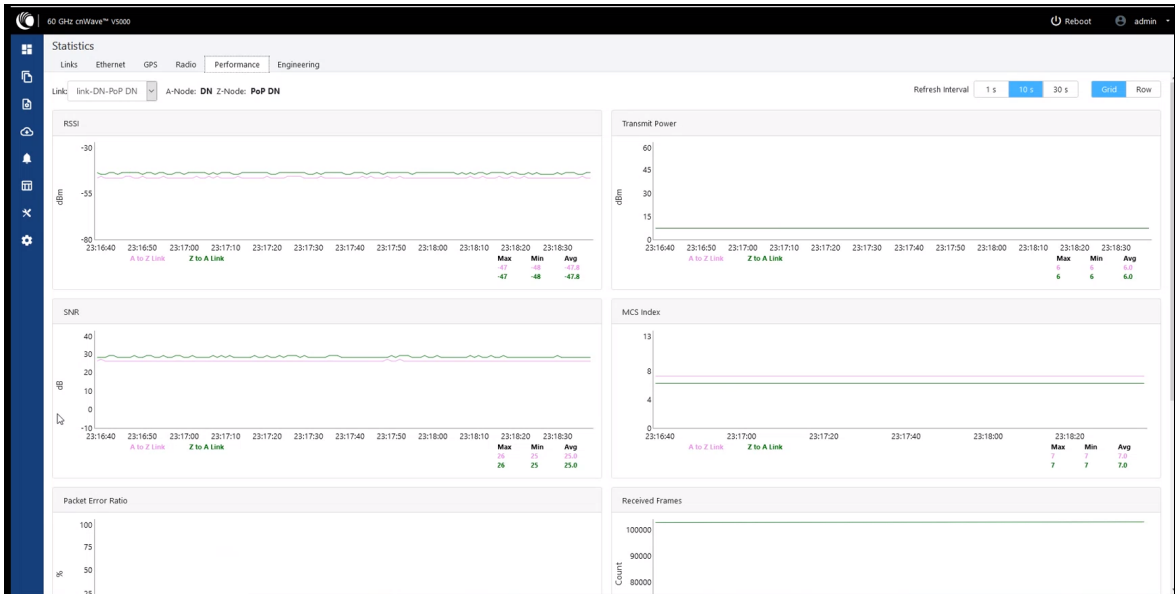 60 GHz cnWave™ V5000
Reboot
admin
Statistics
Links Ethernet GPS Radio Performance Engineering
Link: link-DN-PoP DN A-Node: DN Z-Node: PoP DN
Refresh Interval 1 s 10 s 30 s Grid Row
RSSI
-30
-55
-80
dBm
23:16:40 23:16:50 23:17:00 23:17:10 23:17:20 23:17:30 23:17:40 23:17:50 23:18:00 23:18:10 23:18:20 23:18:30
A to Z Link Z to A Link
Max Min Avg
-47 -48 -47.8
-47 -48 -47.8
Transmit Power
60
45
30
15
0
dBm
23:16:40 23:16:50 23:17:00 23:17:10 23:17:20 23:17:30 23:17:40 23:17:50 23:18:00 23:18:10 23:18:20 23:18:30
A to Z Link Z to A Link
Max Min Avg
6 6 6.0
6 6 6.0
SNR
40
30
20
10
0
-10
dB
23:16:40 23:16:50 23:17:00 23:17:10 23:17:20 23:17:30 23:17:40 23:17:50 23:18:00 23:18:10 23:18:20 23:18:30
A to Z Link Z to A Link
Max Min Avg
26 25 25.0
26 25 25.0
MCS Index
13
8
4
0
23:16:40 23:17:00 23:17:20 23:17:40 23:18:00 23:18:20
A to Z Link Z to A Link
Max Min Avg
7 7 7.0
7 7 7.0
Packet Error Ratio
100
75
50
25
%
Received Frames
100000
90000
80000
Count